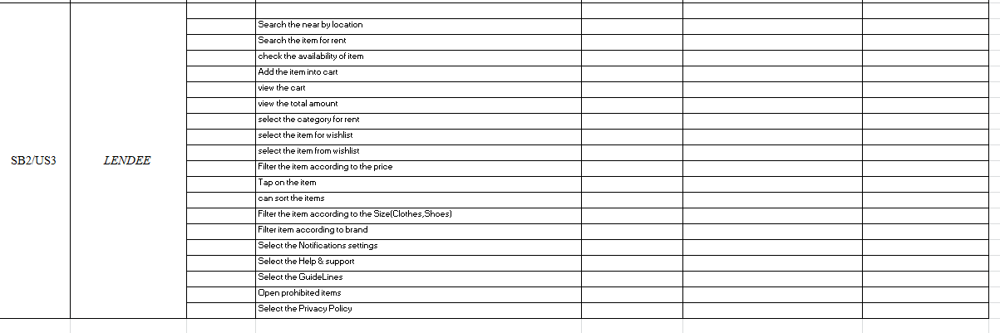 Search the near by location
Search the item for rent
check the availability of item
Add the item into cart
view the cart
view the total amount
select the category for rent
select the item for wishlist
select the item from wishlist
SB2/US3
LENDEE
Filter the item according to the price
Tap on the item
can sort the items
Filter the item according to the Size(Clothes,Shoes)
Filter item according to brand
Select the Notifications settings
Select the Help & support
Select the GuideLines
Open prohibited items
Select the Privacy Policy